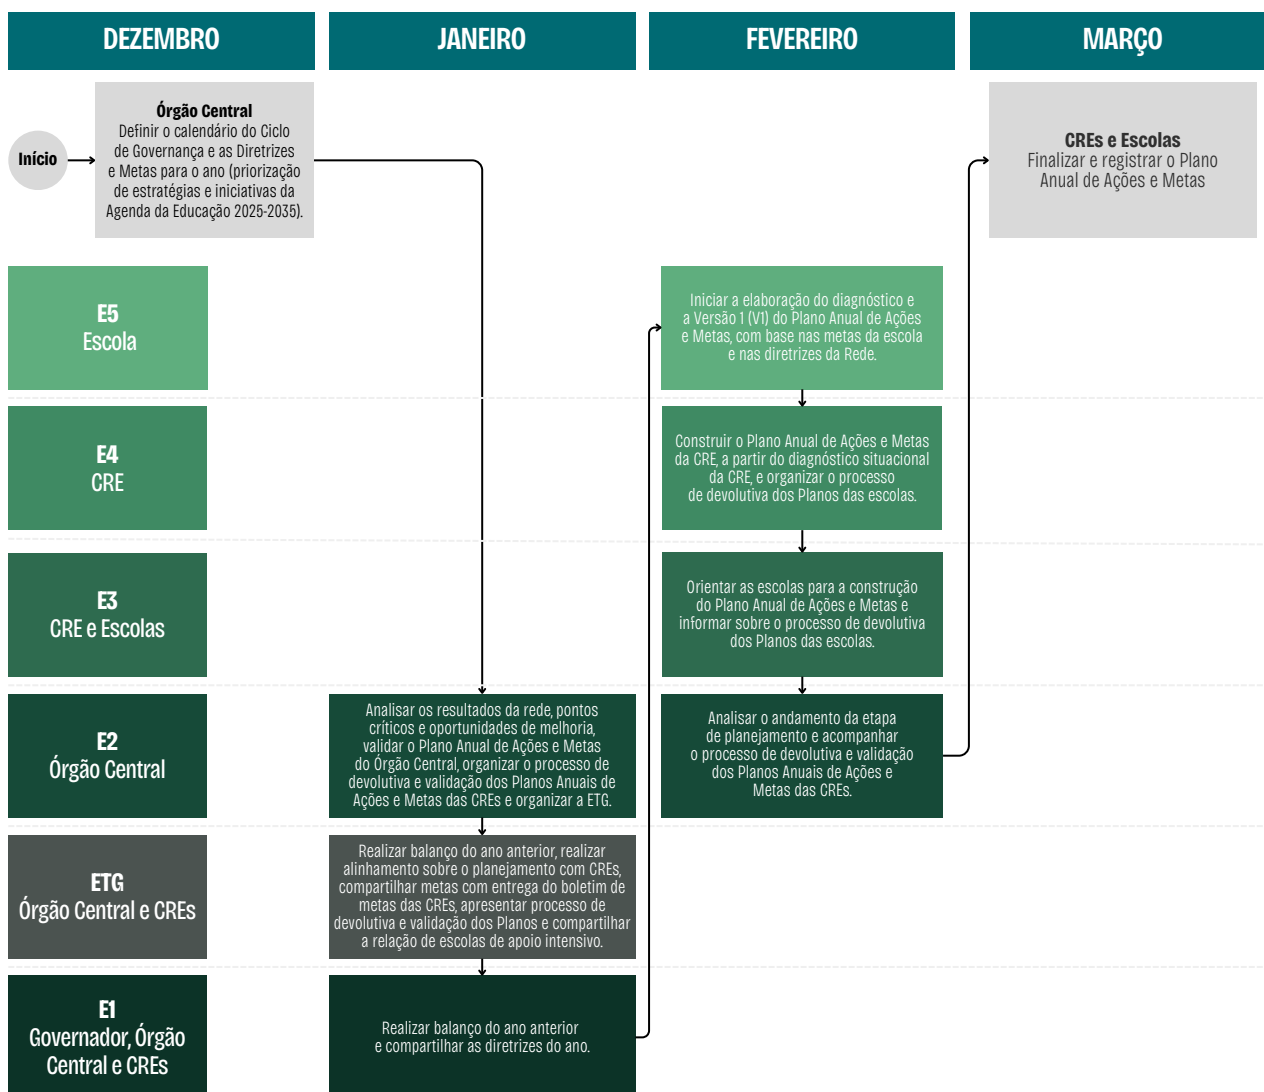 DEZEMBRO
JANEIRO
FEVEREIRO
MARÇO
Início
Órgão Central
Definir o calendário do Ciclo
de Governança e as Diretrizes
e Metas para o ano (priorização
de estratégias e iniciativas da
Agenda da Educação 2025-2035).
CREs e Escolas
Finalizar e registrar o Plano
Anual de Ações e Metas
E5
Escola
Iniciar a elaboração do diagnóstico e
a Versão 1 (V1) do Plano Anual de Ações
e Metas, com base nas metas da escola
e nas diretrizes da Rede.
E4
CRE
Construir o Plano Anual de Ações e Metas
da CRE, a partir do diagnóstico situacional
da CRE, e organizar o processo
de devolutiva dos Planos das escolas.
E3
CRE e Escolas
Orientar as escolas para a construção
do Plano Anual de Ações e Metas e
informar sobre o processo de devolutiva
dos Planos das escolas.
E2
Órgão Central
Analisar os resultados da rede, pontos
críticos e oportunidades de melhoria,
validar o Plano Anual de Ações e Metas
do Órgão Central, organizar o processo de
devolutiva e validação dos Planos Anuais de
Ações e Metas das CREs e organizar a ETG.
Analisar o andamento da etapa
de planejamento e acompanhar
o processo de devolutiva e validação
dos Planos Anuais de Ações e
Metas das CREs.
ETG
Órgão Central e CREs
Realizar balanço do ano anterior, realizar
alinhamento sobre o planejamento com CREs,
compartilhar metas com entrega do boletim de
metas das CREs, apresentar processo de
devolutiva e validação dos Planos e compartilhar
a relação de escolas de apoio intensivo.
E1
Governador, Órgão
Central e CREs
Realizar balanço do ano anterior
e compartilhar as diretrizes do ano.